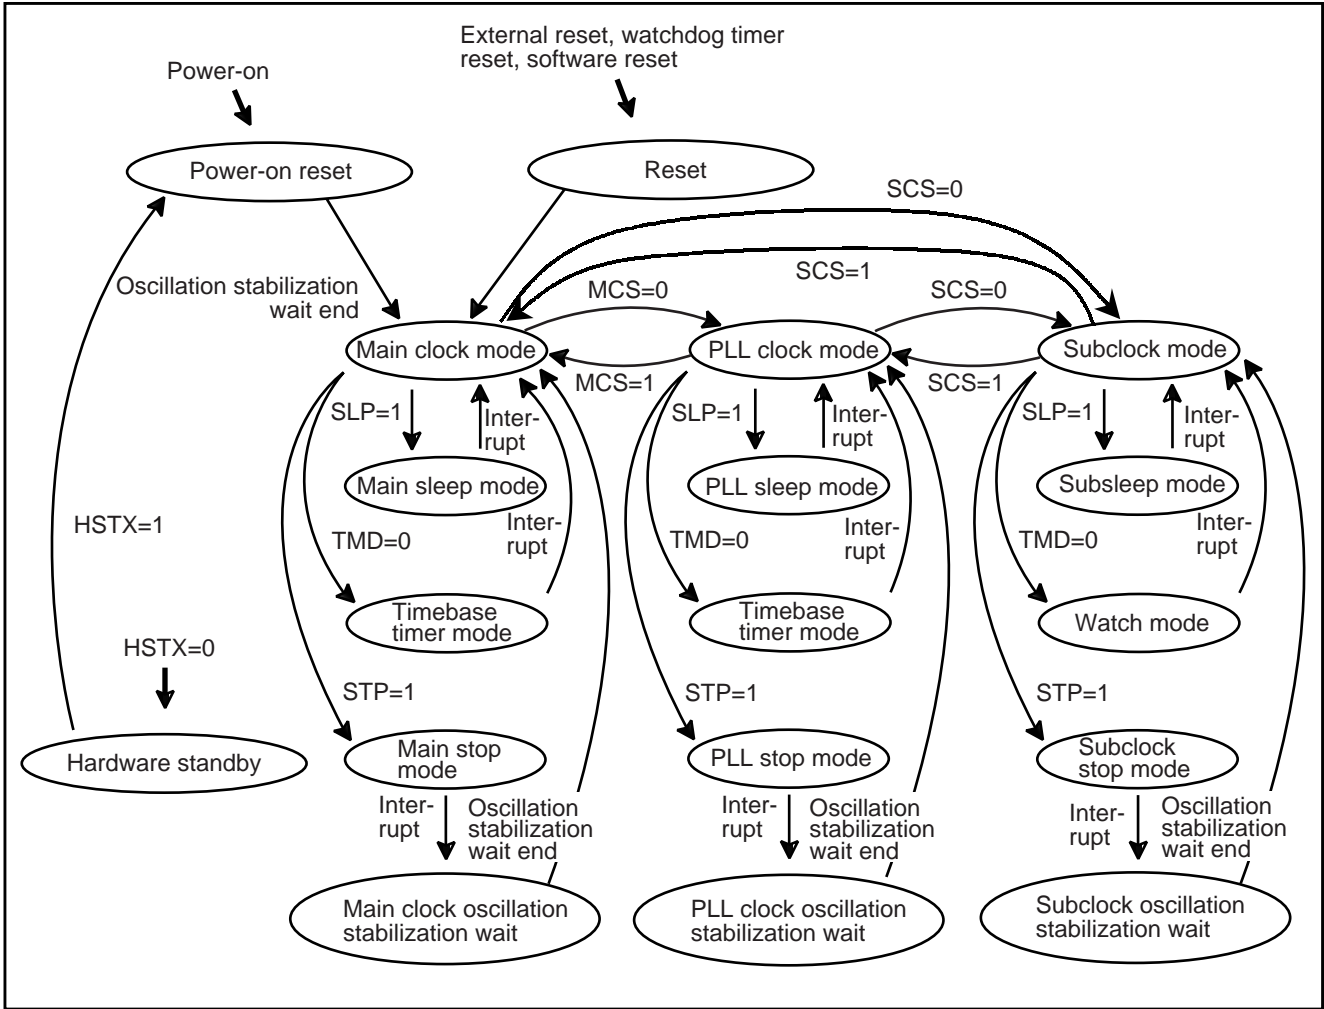 External reset, watchdog timer
reset, software reset
Power-on
Power-on reset
Reset
SCS=0
SCS=1
Oscillation stabilization
wait end
MCS=0
SCS=0
Main clock mode
PLL clock mode
Subclock mode
MCS=1
SCS=1
SLP=1
Inter-
rupt
SLP=1
Inter-
rupt
SLP=1
Inter-
rupt
Main sleep mode
PLL sleep mode
Subsleep mode
HSTX=1
TMD=0
Inter-
rupt
TMD=0
Inter-
rupt
TMD=0
Inter-
rupt
Timebase
timer mode
Timebase
timer mode
Watch mode
HSTX=0
STP=1
STP=1
STP=1
Hardware standby
Main stop
mode
PLL stop mode
Subclock
stop mode
Inter-
rupt
Oscillation
stabilization
wait end
Inter-
rupt
Oscillation
stabilization
wait end
Inter-
rupt
Oscillation
stabilization
wait end
Main clock oscillation
stabilization wait
PLL clock oscillation
stabilization wait
Subclock oscillation
stabilization wait